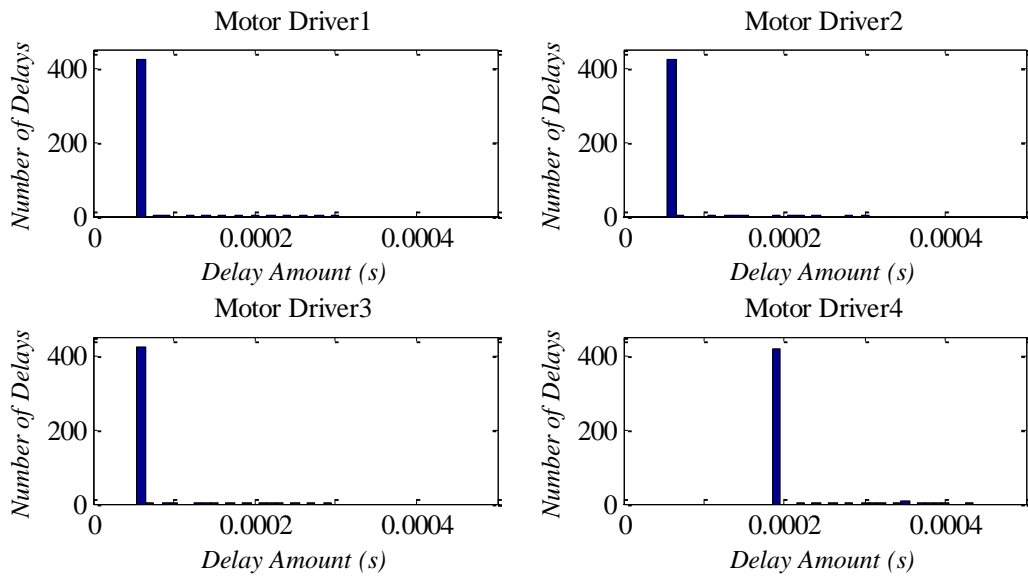 Motor Driver1
Number of Delays
400
200
0
0 0.0002 0.0004
Delay Amount (s)
Motor Driver2
Number of Delays
400
200
0
0 0.0002 0.0004
Delay Amount (s)
Motor Driver3
Number of Delays
400
200
0
0 0.0002 0.0004
Delay Amount (s)
Motor Driver4
Number of Delays
400
200
0
0 0.0002 0.0004
Delay Amount (s)